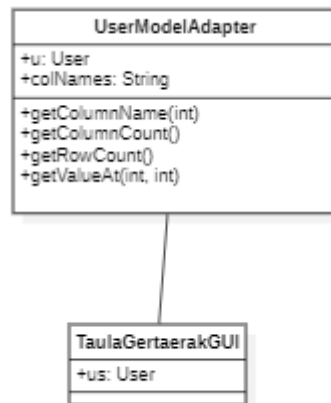 UserModelAdapter
+u: User
+colNames: String
+getColumnName(int)
+getColumnCount()
+getRowCount()
+getValueAt(int, int)
TaulaGertaerakGUI
+us: User